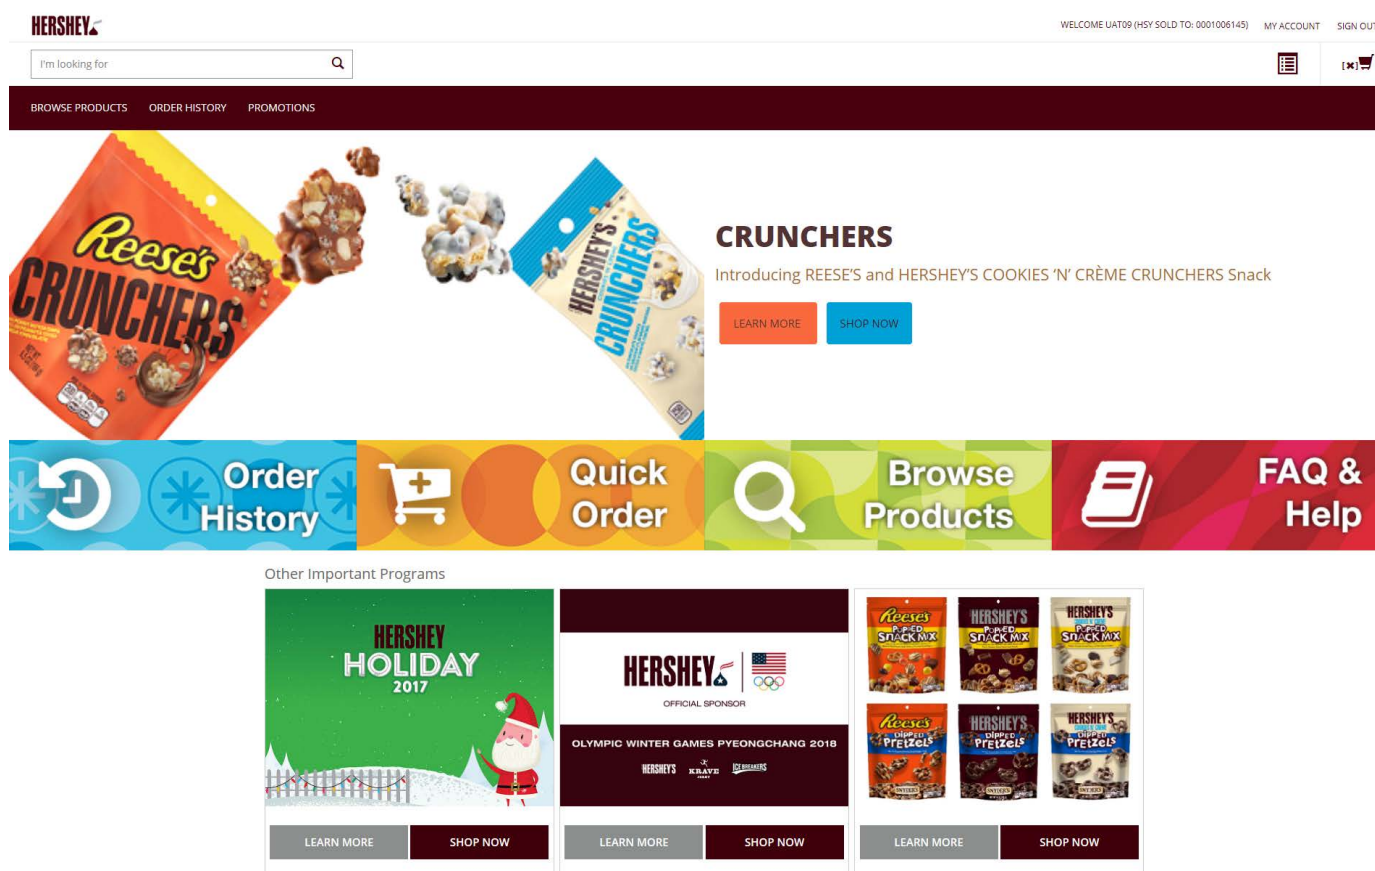 HERSHEY
WELCOME UAT09 (HSY SOLD TO: 0001006145) MY ACCOUNT SIGN OUT
I'm looking for
BROWSE PRODUCTS ORDER HISTORY PROMOTIONS
Reese's
CRUNCHERS
HERSHEY'S
CRUNCHERS
CRUNCHERS
Introducing REESE'S and HERSHEY'S COOKIES 'N' CRÈME CRUNCHERS Snack
LEARN MORE SHOP NOW
Order
History
Quick
Order
Browse
Products
FAQ &
Help
Other Important Programs
HERSHEY
HOLIDAY
2017
LEARN MORE SHOP NOW
HERSHEY
OFFICIAL SPONSOR
OLYMPIC WINTER GAMES PYEONGCHANG 2018
HERSHEY'S KRAVE ICE BREAKERS
LEARN MORE SHOP NOW
Reese's
POPPED
SNACK MIX
HERSHEY'S
POPPED
SNACK MIX
HERSHEY'S
POPPED
SNACK MIX
Reese's
DIPPED
PRETZELS
HERSHEY'S
DIPPED
PRETZELS
HERSHEY'S
DIPPED
PRETZELS
LEARN MORE SHOP NOW